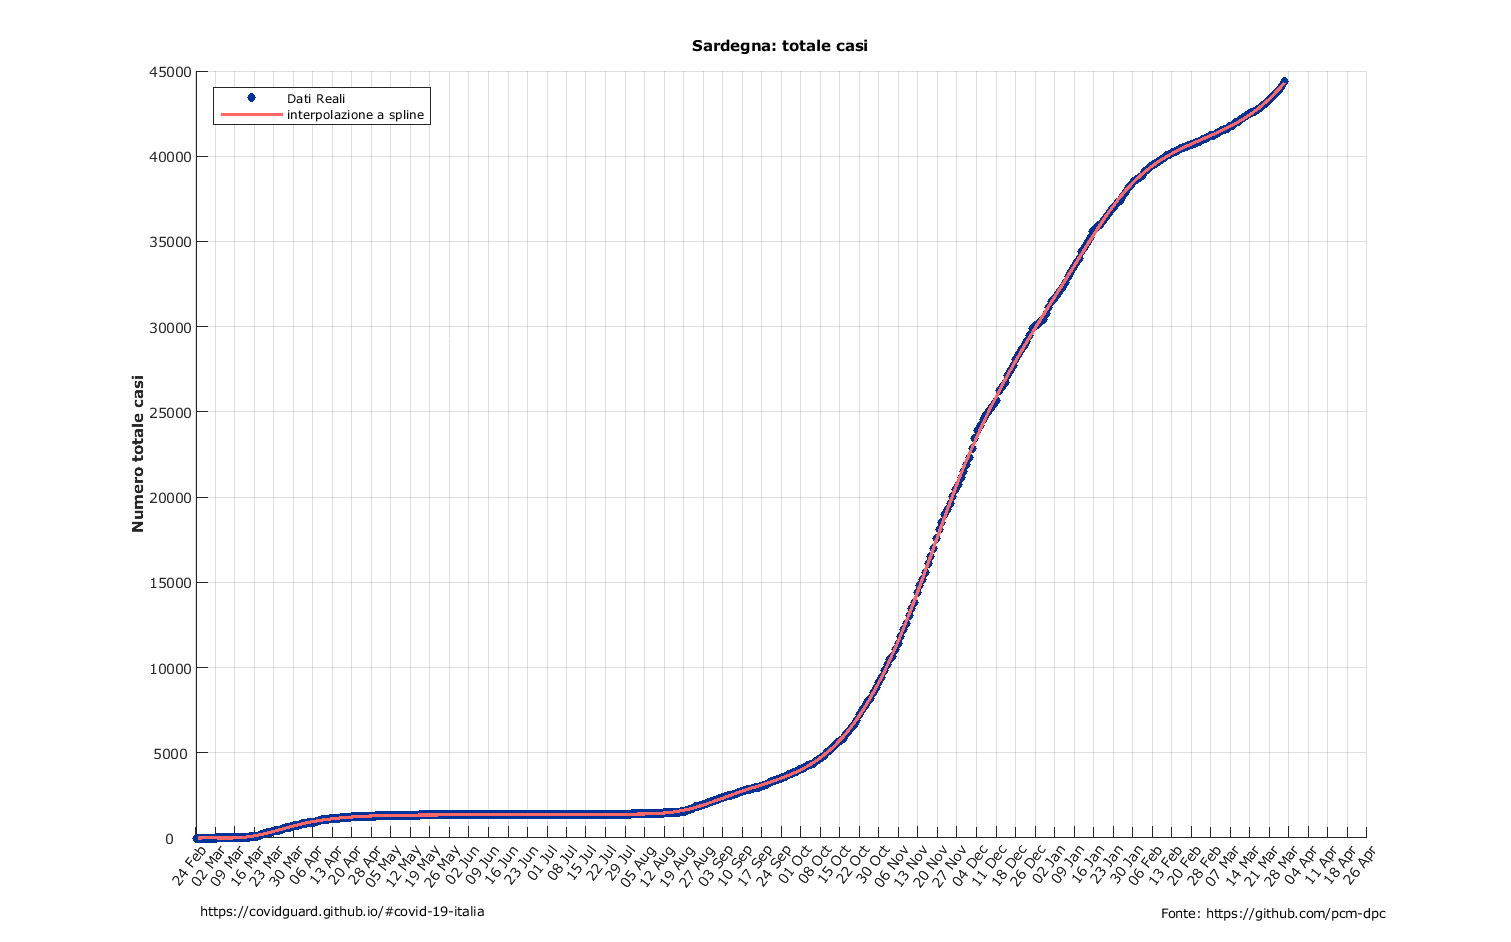 Sardegna: totale casi
Dati Reali
interpolazione a spline
Numero totale casi
45000
40000
35000
30000
25000
20000
15000
10000
5000
0
24 Feb
02 Mar
09 Mar
16 Mar
23 Mar
30 Mar
06 Apr
13 Apr
20 Apr
28 Apr
05 May
12 May
19 May
26 May
02 Jun
09 Jun
16 Jun
23 Jun
01 Jul
08 Jul
15 Jul
22 Jul
29 Jul
05 Aug
12 Aug
19 Aug
27 Aug
03 Sep
10 Sep
17 Sep
24 Sep
01 Oct
08 Oct
15 Oct
22 Oct
30 Oct
06 Nov
13 Nov
20 Nov
27 Nov
04 Dec
11 Dec
18 Dec
26 Dec
02 Jan
09 Jan
16 Jan
23 Jan
30 Jan
06 Feb
13 Feb
20 Feb
28 Feb
07 Mar
14 Mar
21 Mar
28 Mar
04 Apr
11 Apr
18 Apr
26 Apr
https://covidguard.github.io/#covid-19-italia
Fonte: https://github.com/pcm-dpc